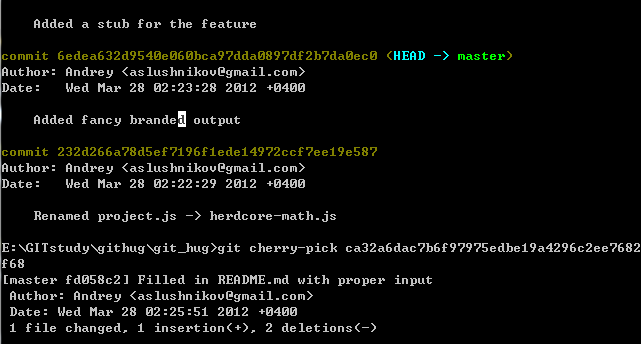 Added a stub for the feature
commit 6edea632d9540e060bca97dda0897df2b7da0ec0 (HEAD -> master)
Author: Andrey <aslushnikov@gmail.com>
Date:   Wed Mar 28 02:23:28 2012 +0400
Added fancy branded output
commit 232d266a78d5ef7196f1ede14972ccf7ee19e587
Author: Andrey <aslushnikov@gmail.com>
Date:   Wed Mar 28 02:22:29 2012 +0400
Renamed project.js -> herdcore-math.js
E:\GITstudy\githug\git_hug>git cherry-pick ca32a6dac7b6f97975edbe19a4296c2ee7682
f68
[master fd058c2] Filled in README.md with proper input
Author: Andrey <aslushnikov@gmail.com>
Date: Wed Mar 28 02:25:51 2012 +0400
1 file changed, 1 insertion(+), 2 deletions(-)